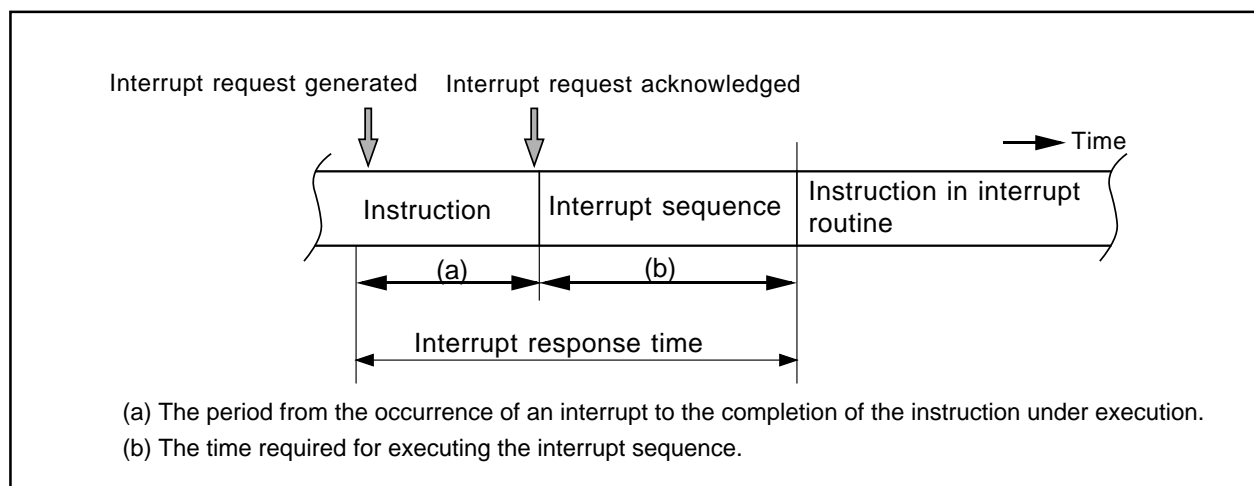 Interrupt request generated
Interrupt request acknowledged
Time
Instruction
Interrupt sequence
Instruction in interrupt
routine
(a)
(b)
Interrupt response time
(a) The period from the occurrence of an interrupt to the completion of the instruction under execution.
(b) The time required for executing the interrupt sequence.